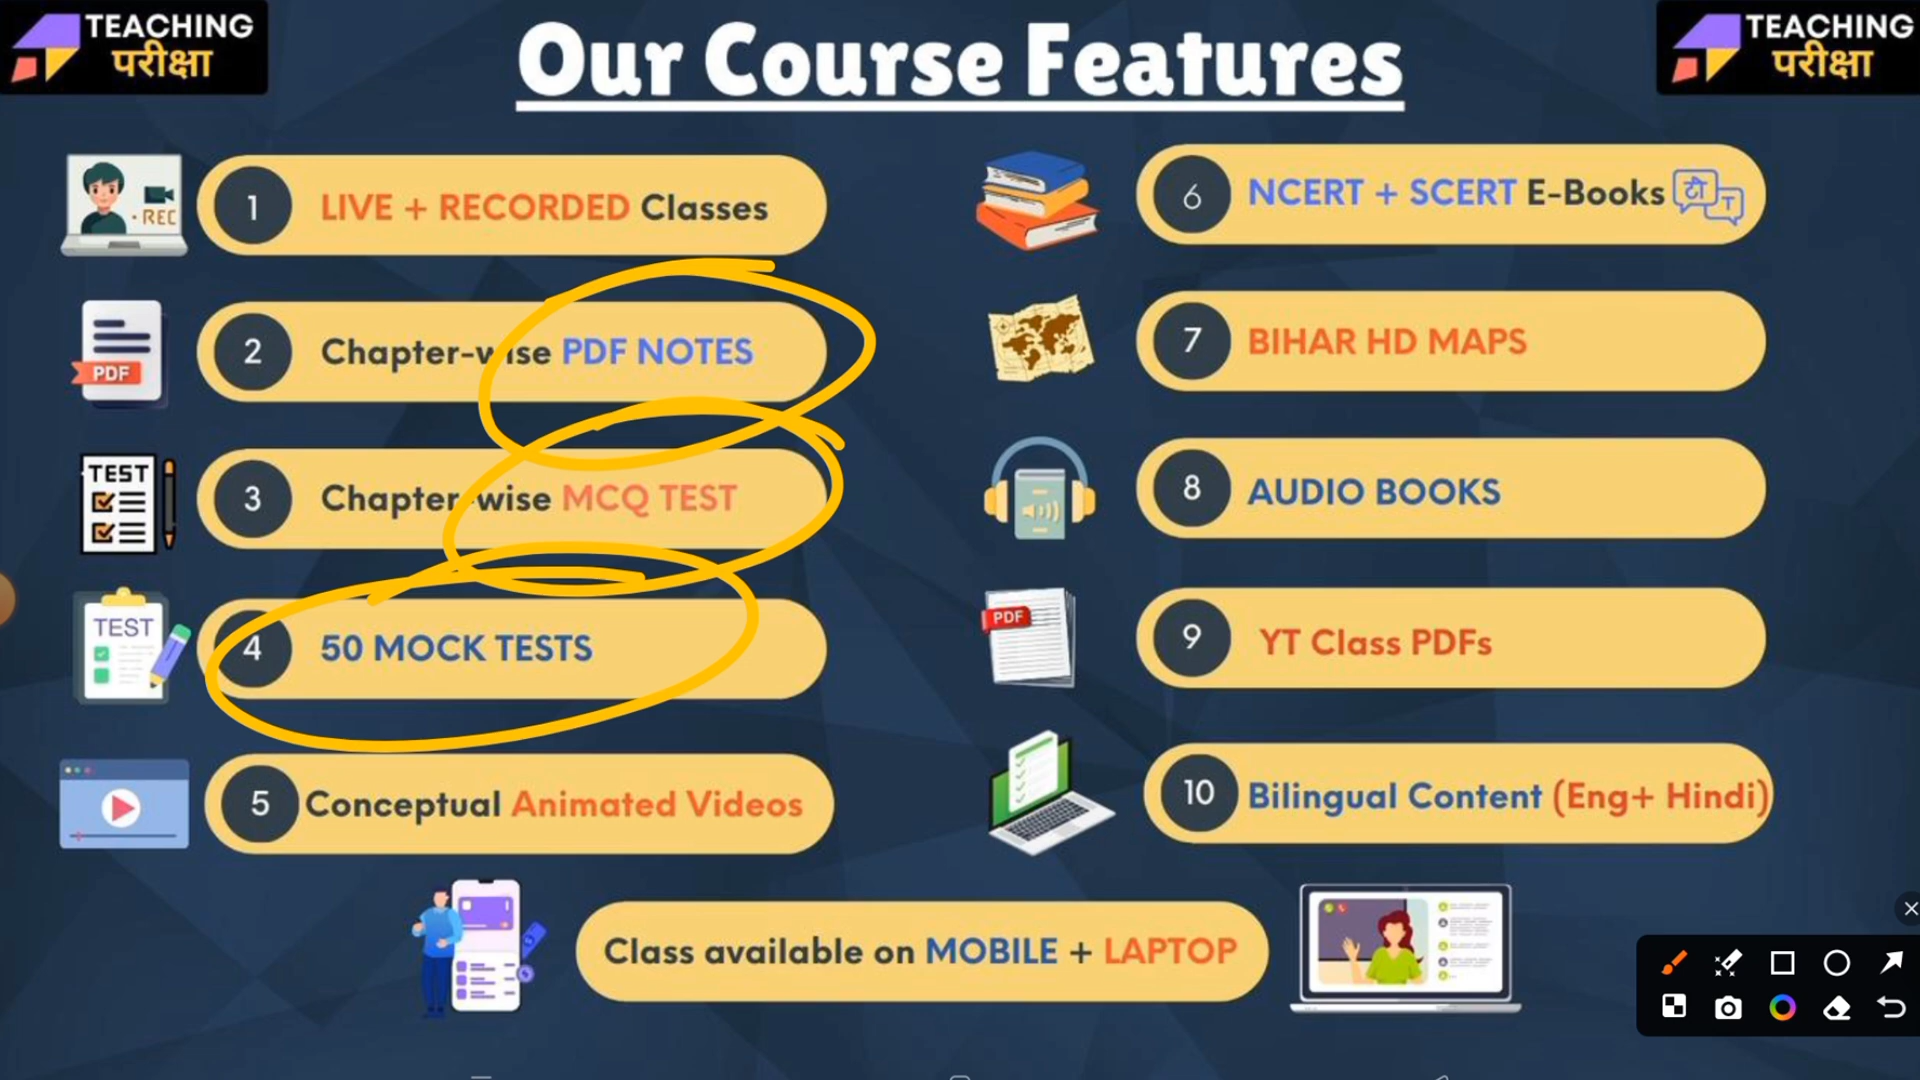 TEACHING
परीक्षा
Our Course Features
TEACHING
परीक्षा
REC
1 LIVE + RECORDED Classes
PDF
2 Chapter-wise PDF NOTES
TEST
3 Chapter-wise MCQ TEST
TEST
4 50 MOCK TESTS
5 Conceptual Animated Videos
6 NCERT + SCERT E-Books
7 BIHAR HD MAPS
8 AUDIO BOOKS
PDF
9 YT Class PDFs
10 Bilingual Content (Eng+ Hindi)
Class available on MOBILE + LAPTOP